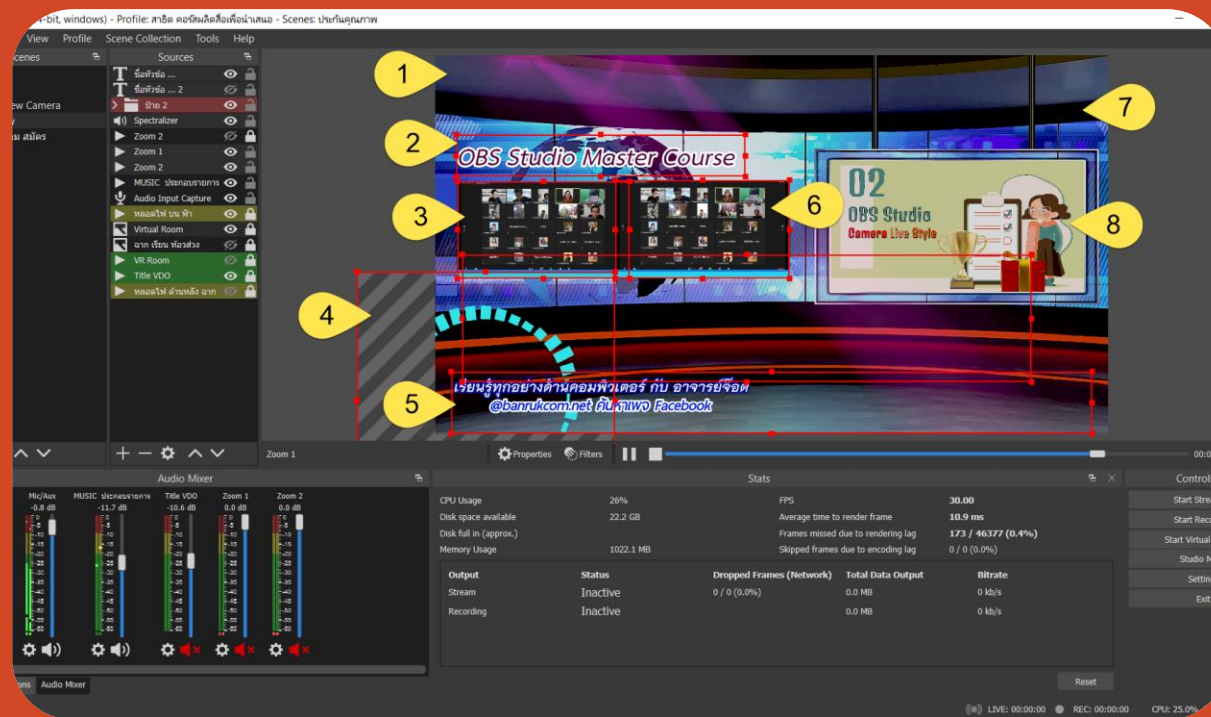 -bit, windows) - Profile: สาธิต คอร์สผลิตสื่อเพื่อนำเสนอ - Scenes: ประกันคุณภาพ
View Profile Scene Collection Tools Help
cenes
ew Camera
าม สมัคร
Sources
ชื่อหัวข้อ ...
ชื่อหัวข้อ ... 2
ป้าย 2
Spectralizer
Zoom 2
Zoom 1
Zoom 2
MUSIC ประกอบรายการ
Audio Input Capture
หลอดไฟ บน ฟ้า
Virtual Room
ฉาก เรียน ห้องส่วง
VR Room
Title VDO
หลอดไฟ ด้านหลัง ฉาก
1
2
3
4
5
6
7
8
OBS Studio Master Course
02
OBS Studio
Camera Live Style
เรียนรู้ทุกอย่างด้านคอมพิวเตอร์ กับ อาจารย์จ๊อด
@banrukcom.net ค้นหาเพจ Facebook
Zoom 1
Properties Filters
00:0
Audio Mixer
Mic/Aux MUSIC ประกอบรายการ Title VDO Zoom 1 Zoom 2
-0.8 dB -11.7 dB -10.6 dB 0.0 dB 0.0 dB
ons Audio Mixer
Stats
CPU Usage 26% FPS 30.00
Disk space available 22.2 GB Average time to render frame 10.9 ms
Disk full in (approx.) Frames missed due to rendering lag 173 / 46377 (0.4%)
Memory Usage 1022.1 MB Skipped frames due to encoding lag 0 / 0 (0.0%)
Output Status Dropped Frames (Network) Total Data Output Bitrate
Stream Inactive 0 / 0 (0.0%) 0.0 MB 0 kb/s
Recording Inactive 0.0 MB 0 kb/s
Reset
Control
Start Stre
Start Reco
Start Virtual
Studio M
Settin
Exit
LIVE: 00:00:00 REC: 00:00:00 CPU: 25.0%